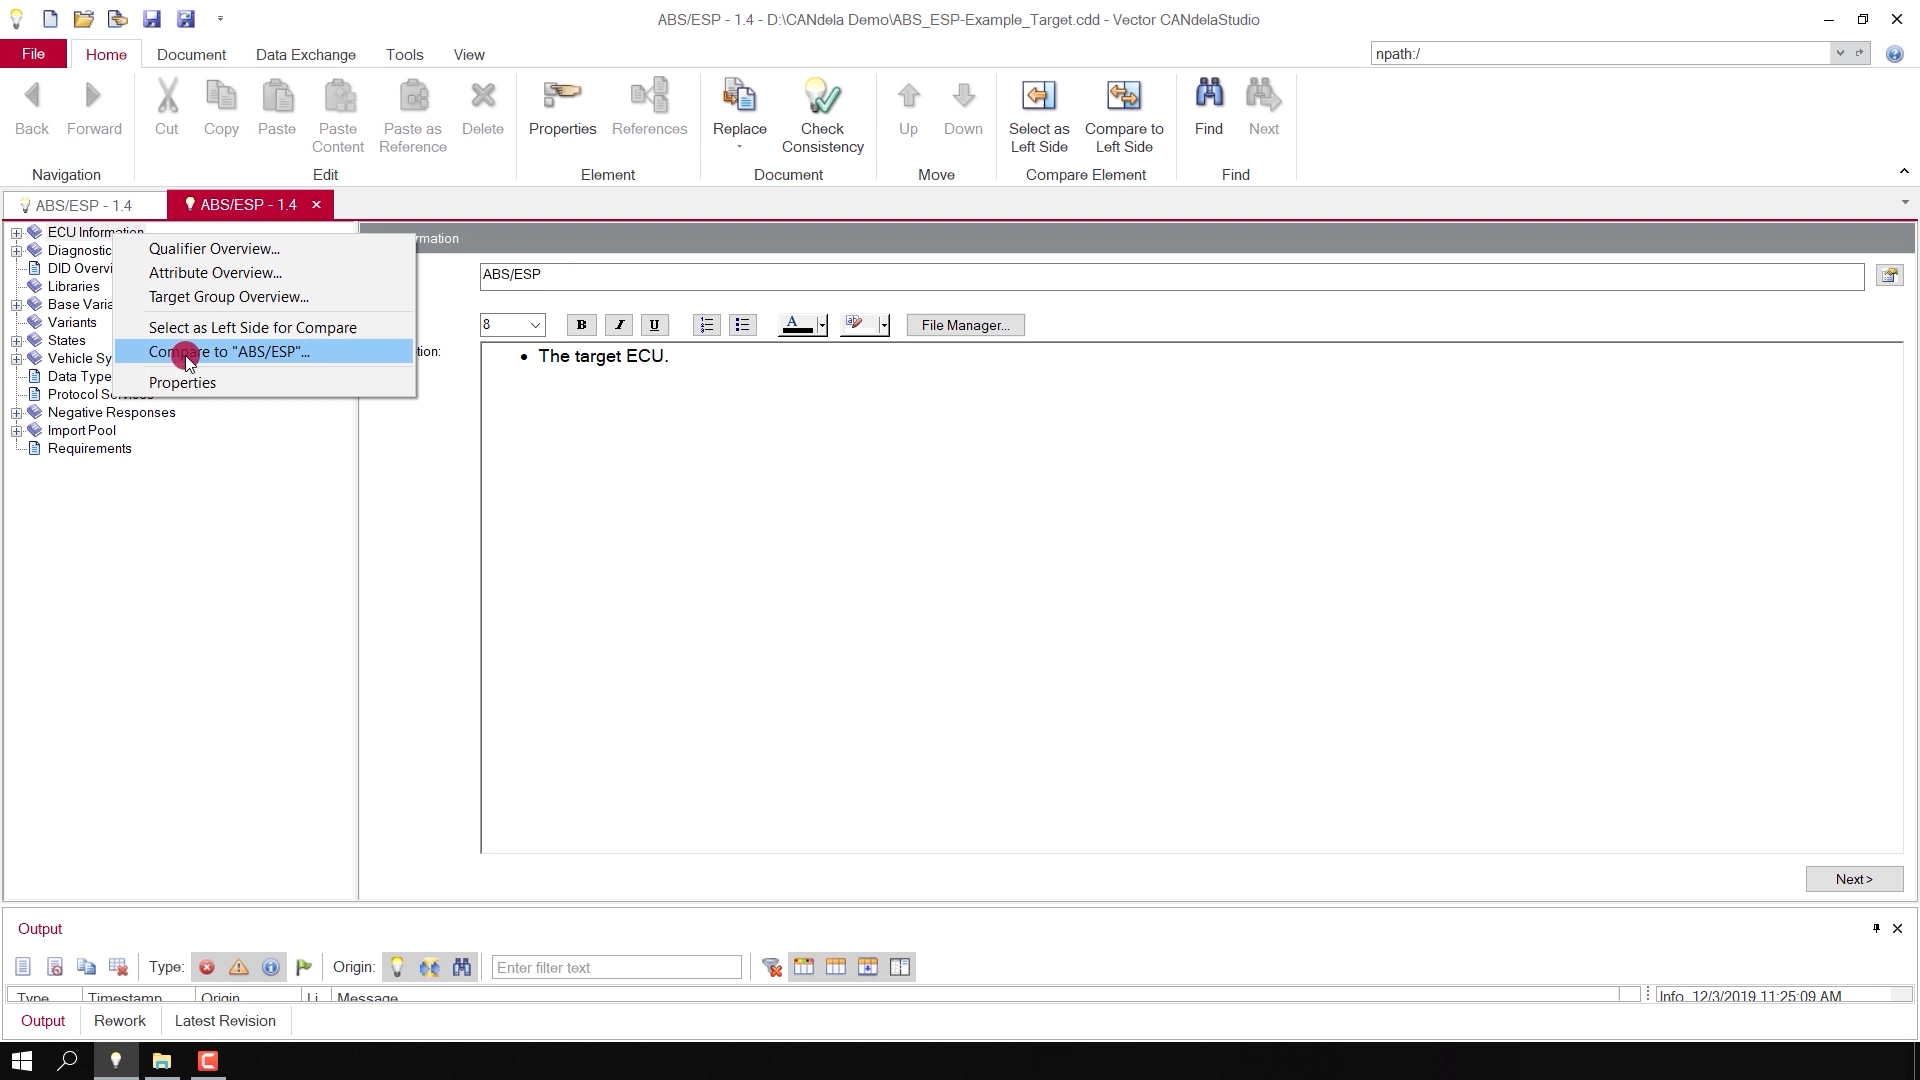 ABS/ESP - 1.4 - D:\CANdela Demo\ABS_ESP-Example_Target.cdd - Vector CANdelaStudio
File Home Document Data Exchange Tools View npath:/
Back Forward Cut Copy Paste Paste Content Paste as Reference Delete Properties References Replace Check Consistency Up Down Select as Left Side Compare to Left Side Find Next
Navigation Edit Element Document Move Compare Element Find
ABS/ESP - 1.4 ABS/ESP - 1.4
ECU Information
Diagnostic
DID Overvi
Libraries
Base Varia
Variants
States
Vehicle Sy
Data Type
Protocol Services
Negative Responses
Import Pool
Requirements
Qualifier Overview...
Attribute Overview...
Target Group Overview...
Select as Left Side for Compare
Compare to "ABS/ESP"...
Properties
rmation
ABS/ESP
8 B I U A ab File Manager...
tion:
• The target ECU.
Next >
Output
Type: Origin: Enter filter text
Type Timestamp Origin Li Message Info 12/3/2019 11:25:09 AM
Output Rework Latest Revision